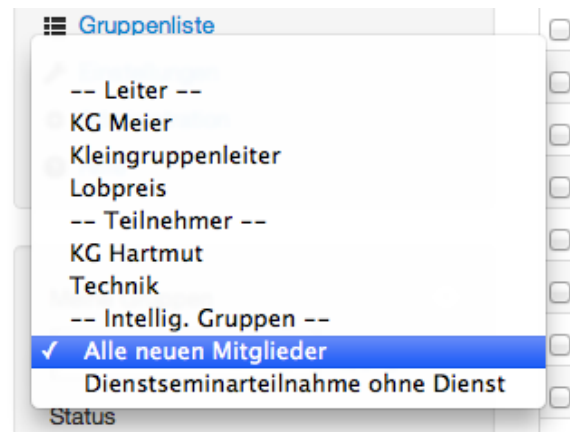 Gruppenliste
-- Leiter --
KG Meier
Kleingruppenleiter
Lobpreis
-- Teilnehmer --
KG Hartmut
Technik
-- Intellig. Gruppen --
✓ Alle neuen Mitglieder
Dienstseminarteilnahme ohne Dienst
Status